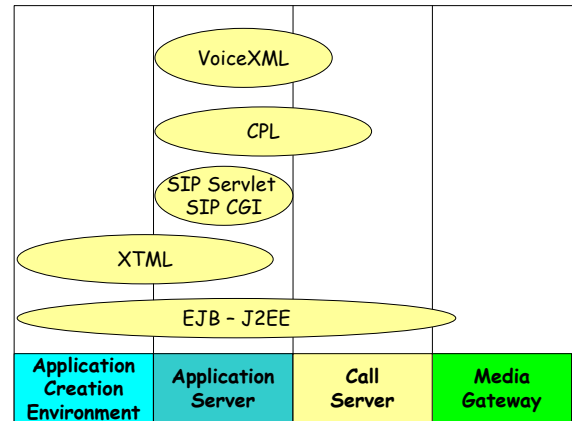 VoiceXML
CPL
SIP Servlet
SIP CGI
XTML
EJB – J2EE
Application
Creation
Environment
Application
Server
Call
Server
Media
Gateway